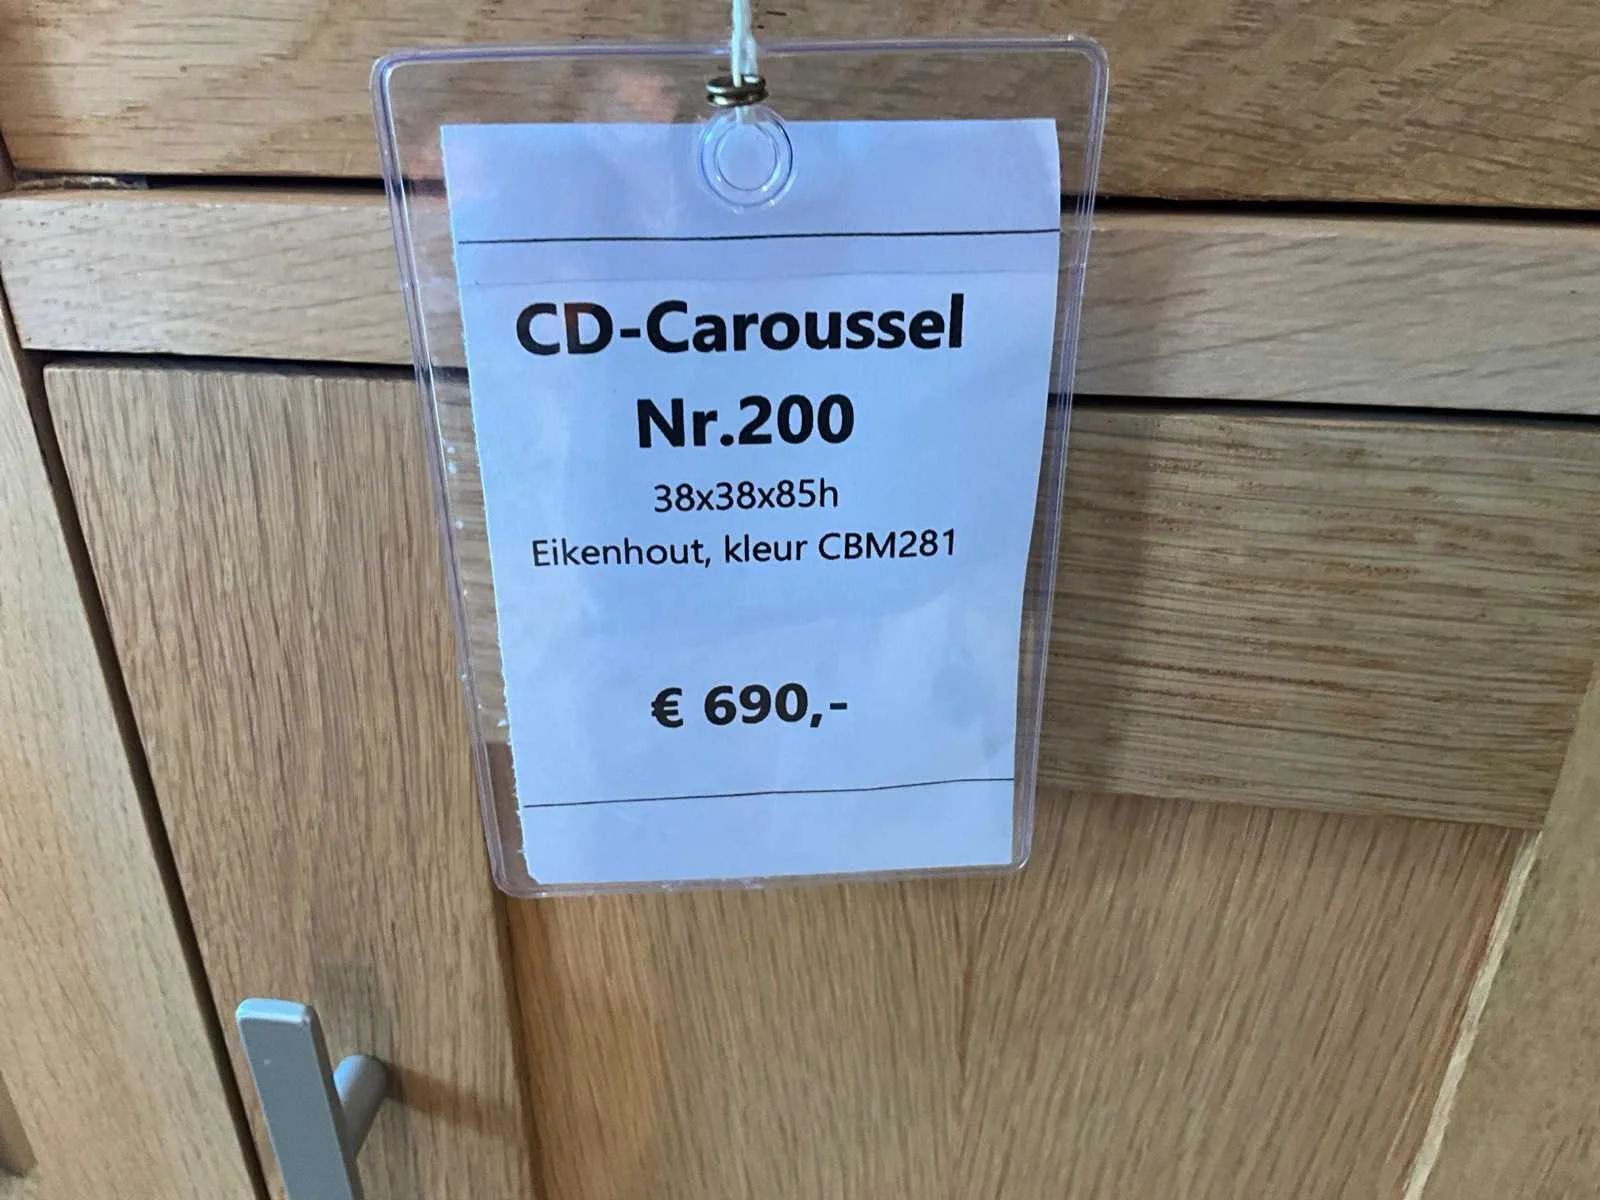 CD-Caroussel
Nr.200
38x38x85h
Eikenhout, kleur CBM281
€ 690,-